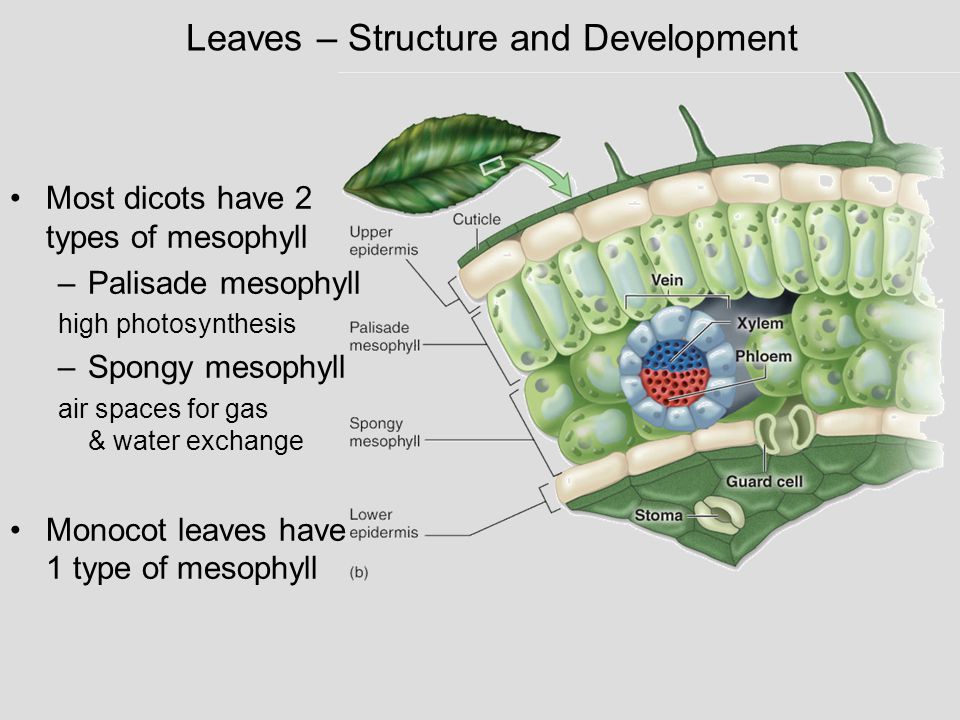 Leaves – Structure and Development
• Most dicots have 2
types of mesophyll
– Palisade mesophyll
high photosynthesis
– Spongy mesophyll
air spaces for gas
& water exchange
• Monocot leaves have
1 type of mesophyll
Cuticle
Upper
epidermis
Palisade
mesophyll
Spongy
mesophyll
Lower
epidermis
(b)
Vein
Xylem
Phloem
Guard cell
Stoma